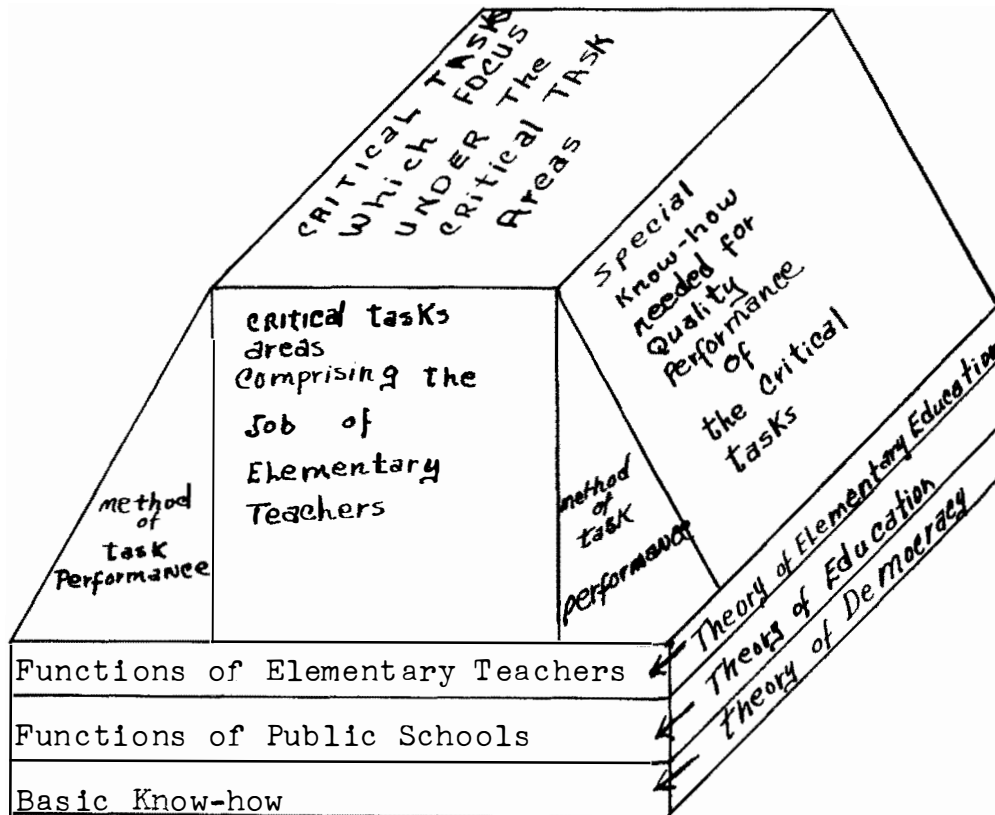 CRITICAL TASKS
Which FOCUS
UNDER The
CRitical TASK
Areas
Special
Know-how
needed for
Quality
Performance
of
the Critical
tasks
CRitical tasks
areas
Comprising the
Job of
Elementary
Teachers
method
of
task
Performance
method
of
task
performance
Theory of Elementary Education
Theory of Education
theory of Democracy
Functions of Elementary Teachers
Functions of Public Schools
Basic Know-how